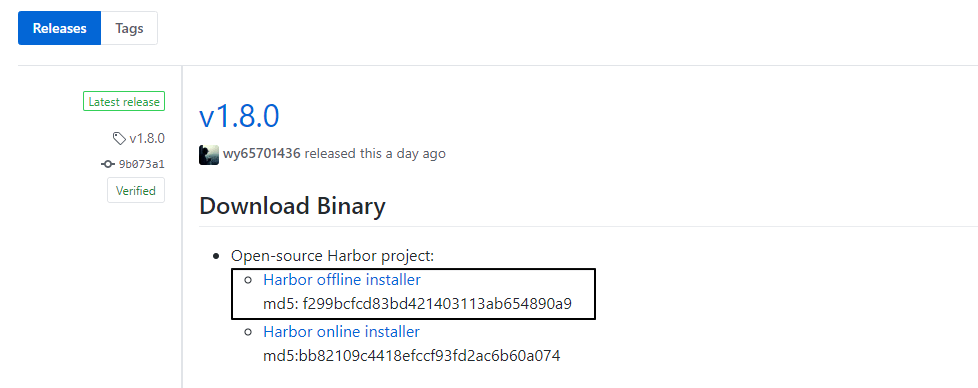 Releases Tags
Latest release
v1.8.0
9b073a1
Verified
v1.8.0
wy65701436 released this a day ago
Download Binary
Open-source Harbor project:
Harbor offline installer
md5: f299bcfcd83bd421403113ab654890a9
Harbor online installer
md5:bb82109c4418efccf93fd2ac6b60a074